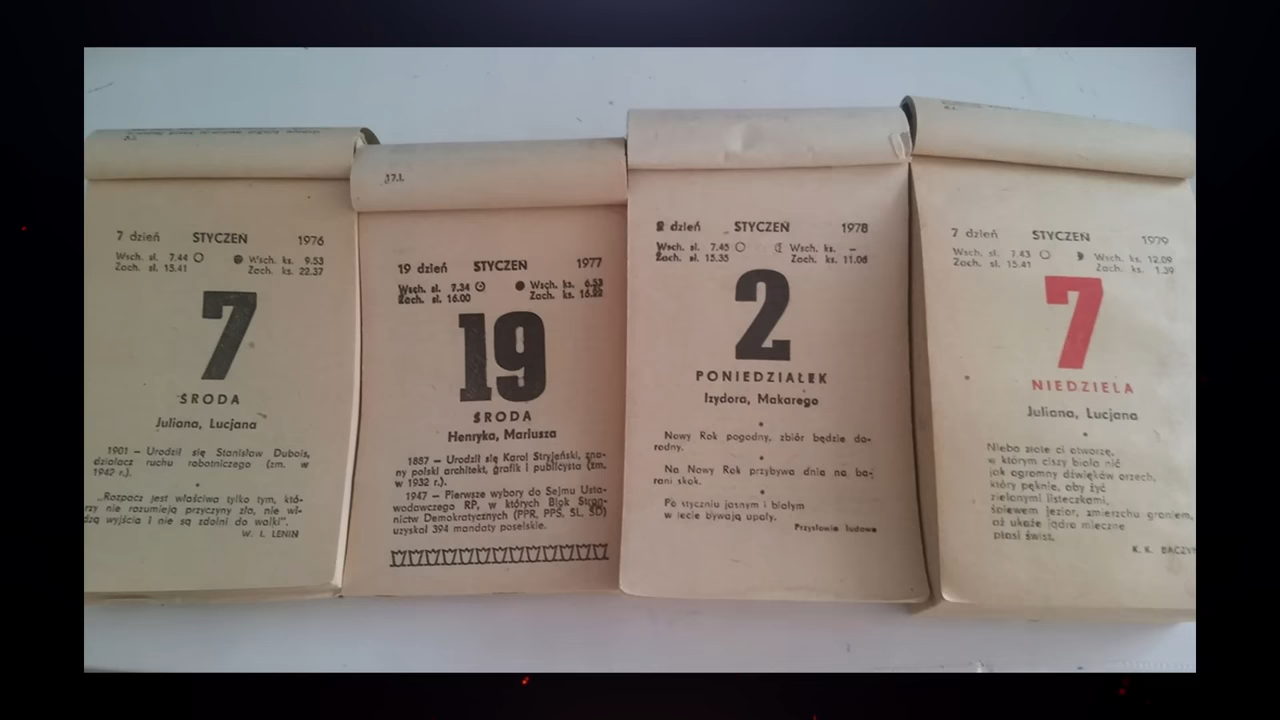 7 dzień STYCZEŃ 1976
Wsch. sł. 7.44 Wsch. ks. 9.53
Zach. sł. 15.41 Zach. ks. 22.37
7
ŚRODA
Juliana, Lucjana
1901 — Urodził się Stanisław Dubois,
działacz ruchu robotniczego (zm. w
1942 r.).
„Rozpacz jest właściwa tylko tym, któ-
rzy nie rozumieją przyczyny zła, nie wi-
dzą wyjścia i nie są zdolni do walki".
W. I. LENIN
17.I.
19 dzień STYCZEŃ 1977
Wsch. sł. 7.34 Wsch. ks. 6.53
Zach. sł. 16.00 Zach. ks. 16.22
19
ŚRODA
Henryka, Mariusza
1887 — Urodził się Karol Stryjeński, zna-
ny polski architekt, grafik i publicysta (zm.
w 1932 r.).
1947 — Pierwsze wybory do Sejmu Usta-
wodawczego RP, w których Blok Stron-
nictw Demokratycznych (PPR, PPS, SL, SD)
uzyskał 394 mandaty poselskie.
2 dzień STYCZEŃ 1978
Wsch. sł. 7.45 Wsch. ks. —
Zach. sł. 15.35 Zach. ks. 11.06
2
PONIEDZIAŁEK
Izydora, Makarego
Nowy Rok pogodny, zbiór będzie do-
rodny.
Na Nowy Rok przybywa dnia na ba-
rani skok.
Po styczniu jasnym i białym
w lecie bywają upały.
Przysłowie ludowe
7 dzień STYCZEŃ 1979
Wsch. sł. 7.43 Wsch. ks. 12.09
Zach. sł. 15.41 Zach. ks. 1.39
7
NIEDZIELA
Juliana, Lucjana
Niebo złote ci otworzę,
w którym ciszy biała nić
jak ogromny dźwięków orzech,
który pęknie, aby żyć
zielonymi listeczkami,
śpiewem jezior, zmierzchu graniem,
aż ukaże jądro mleczne
ptasi świst.
K. K. BACZY